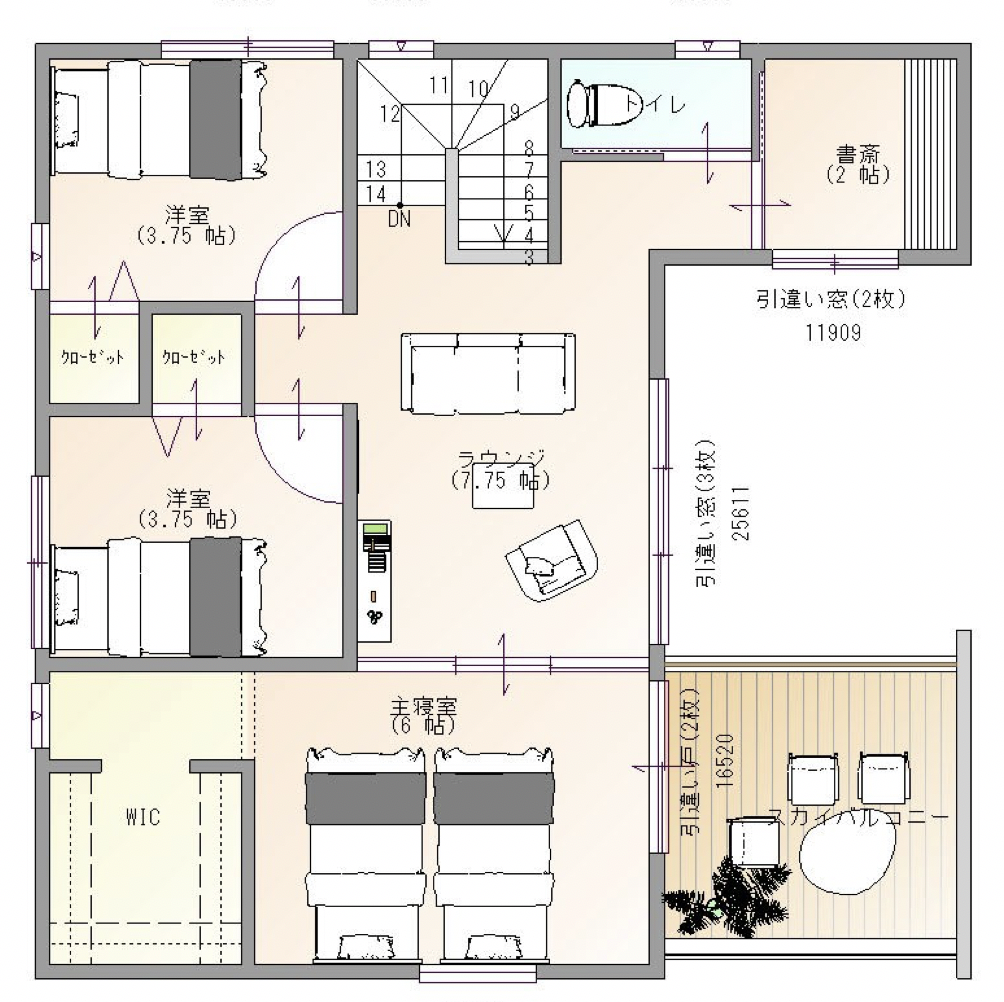 11
10
12
9
トイレ
8
13
7
書斎
(2 帖)
14
6
洋室
(3.75 帖)
DN
5
4
3
引違い窓(2枚)
11909
クローゼット
クローゼット
ラウンジ
(7.75 帖)
引違い窓(3枚)
25611
洋室
(3.75 帖)
主寝室
(6 帖)
引違い戸(2枚)
16520
WIC
スカイバルコニー